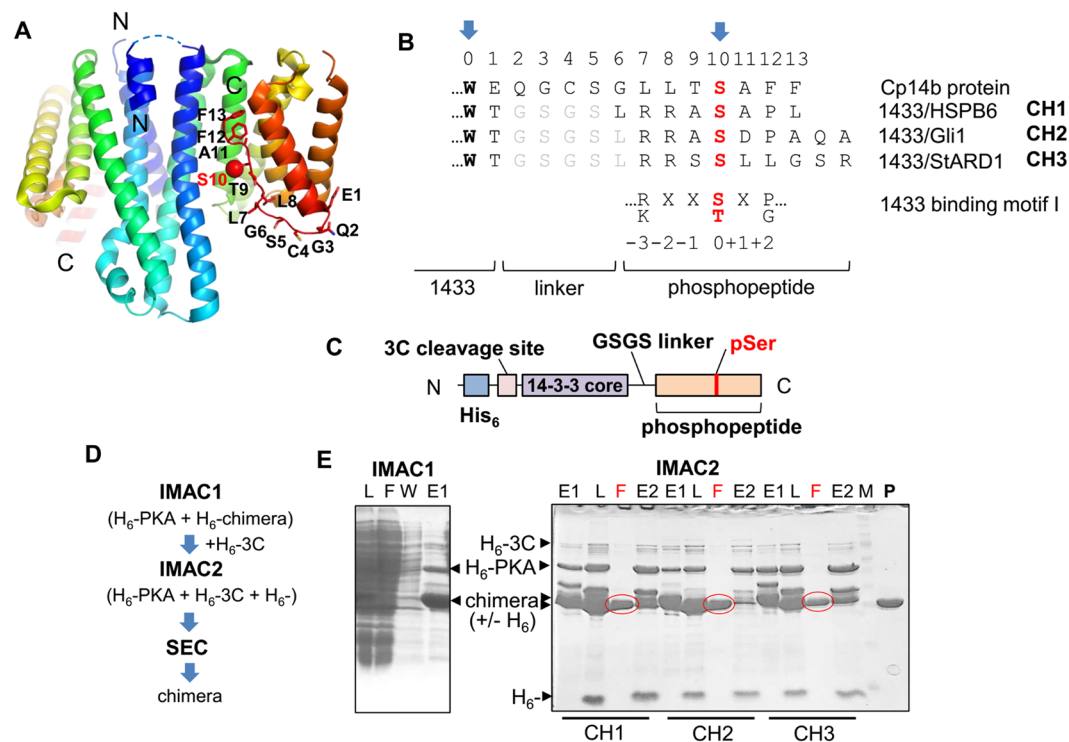 A
N
N
C
C
F13
F12
A11
S10
T9
L8
L7
G6
S5
C4
G3
Q2
E1
B
0 1 2 3 4 5 6 7 8 9 10 11 12 13
...W E Q G C S G L L T S A F F Cp14b protein
...W T G S G S L R R A S A P L 1433/HSPB6 CH1
...W T G S G S L R R A S D P A Q A 1433/Gli1 CH2
...W T G S G S L R R S S L L G S R 1433/StARD1 CH3
...R X X S X P... 1433 binding motif I
K T G
-3-2-1 0+1+2
1433 linker phosphopeptide
C
3C cleavage site GSGS linker pSer
N 14-3-3 core C
His6
phosphopeptide
D
IMAC1
(H6-PKA + H6-chimera)
+H6-3C
IMAC2
(H6-PKA + H6-3C + H6-)
SEC
chimera
E
IMAC1 IMAC2
L F W E1 E1 L F E2 E1 L F E2 E1 L F E2 M P
H6-3C
H6-PKA
chimera
(+/- H6)
H6-
CH1 CH2 CH3